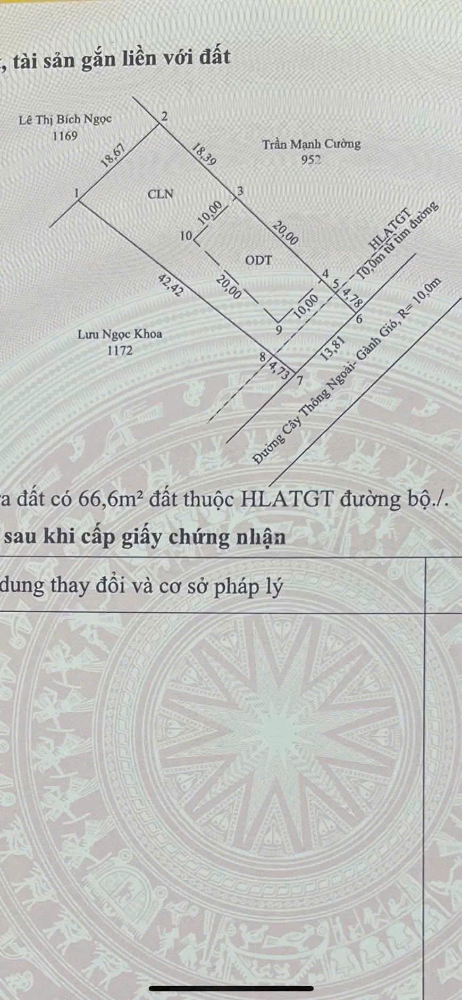 , tài sản gắn liền với đất
Lê Thị Bích Ngọc
1169
2
18,67
18,39
Trần Mạnh Cường
952
1
CLN
3
10,00
10
20,00
ODT
HLATGT
10,0m từ tim đường
4
5
4,78
6
42,42
20,00
10,00
9
Lưu Ngọc Khoa
1172
8
4,73
7
13,81
Đường Cây Thông Ngoài- Gành Gió, R= 10,0m
đất có 66,6m² đất thuộc HLATGT đường bộ./.
sau khi cấp giấy chứng nhận
dung thay đổi và cơ sở pháp lý